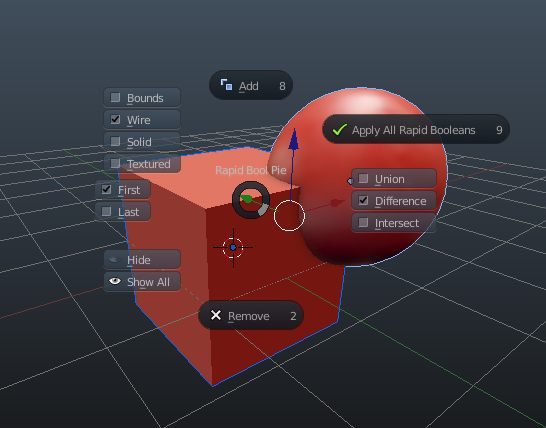 Add 8
Bounds
Wire
Solid
Textured
First
Last
Hide
Show All
Rapid Bool Pie
Apply All Rapid Booleans 9
Union
Difference
Intersect
Remove 2